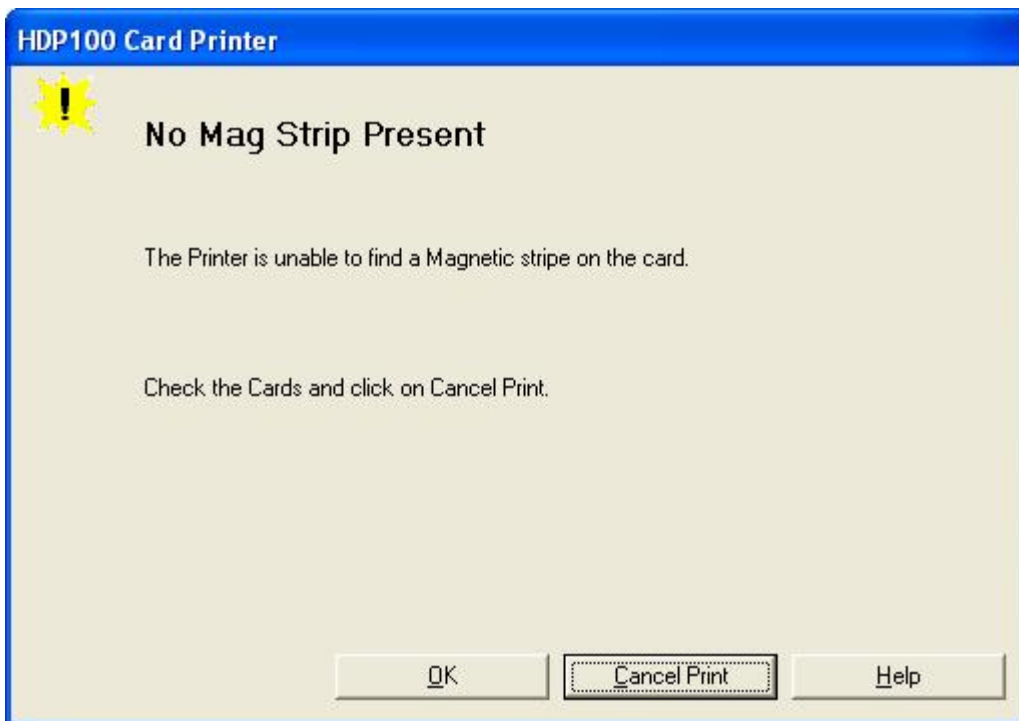 HDP100 Card Printer
No Mag Strip Present
The Printer is unable to find a Magnetic stripe on the card.
Check the Cards and click on Cancel Print.
OK
Cancel Print
Help